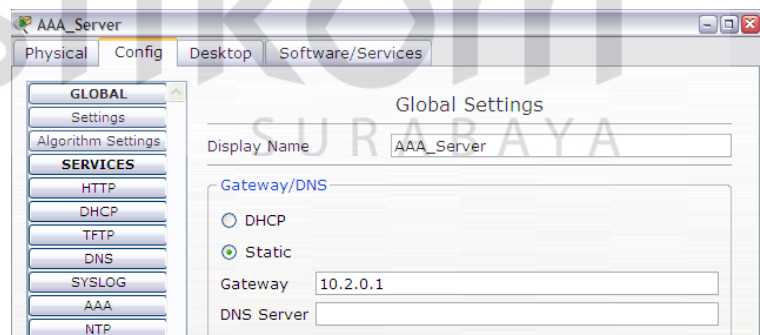 AAA_Server
Physical Config Desktop Software/Services
GLOBAL
Settings
Algorithm Settings
SERVICES
HTTP
DHCP
TFTP
DNS
SYSLOG
AAA
NTP
Global Settings
SURABAYA
Display Name AAA_Server
Gateway/DNS
DHCP
Static
Gateway 10.2.0.1
DNS Server